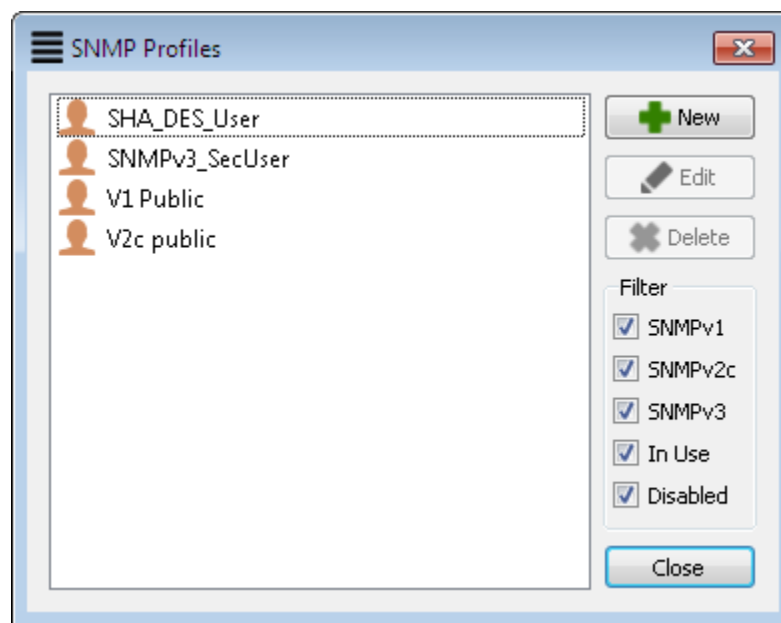 SNMP Profiles
SHA_DES_User
SNMPv3_SecUser
V1 Public
V2c public
New
Edit
Delete
Filter
SNMPv1
SNMPv2c
SNMPv3
In Use
Disabled
Close